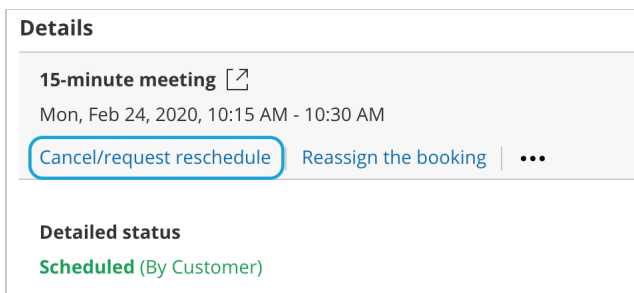 Details
15-minute meeting
Mon, Feb 24, 2020, 10:15 AM - 10:30 AM
Cancel/request reschedule Reassign the booking •••
Detailed status
Scheduled (By Customer)